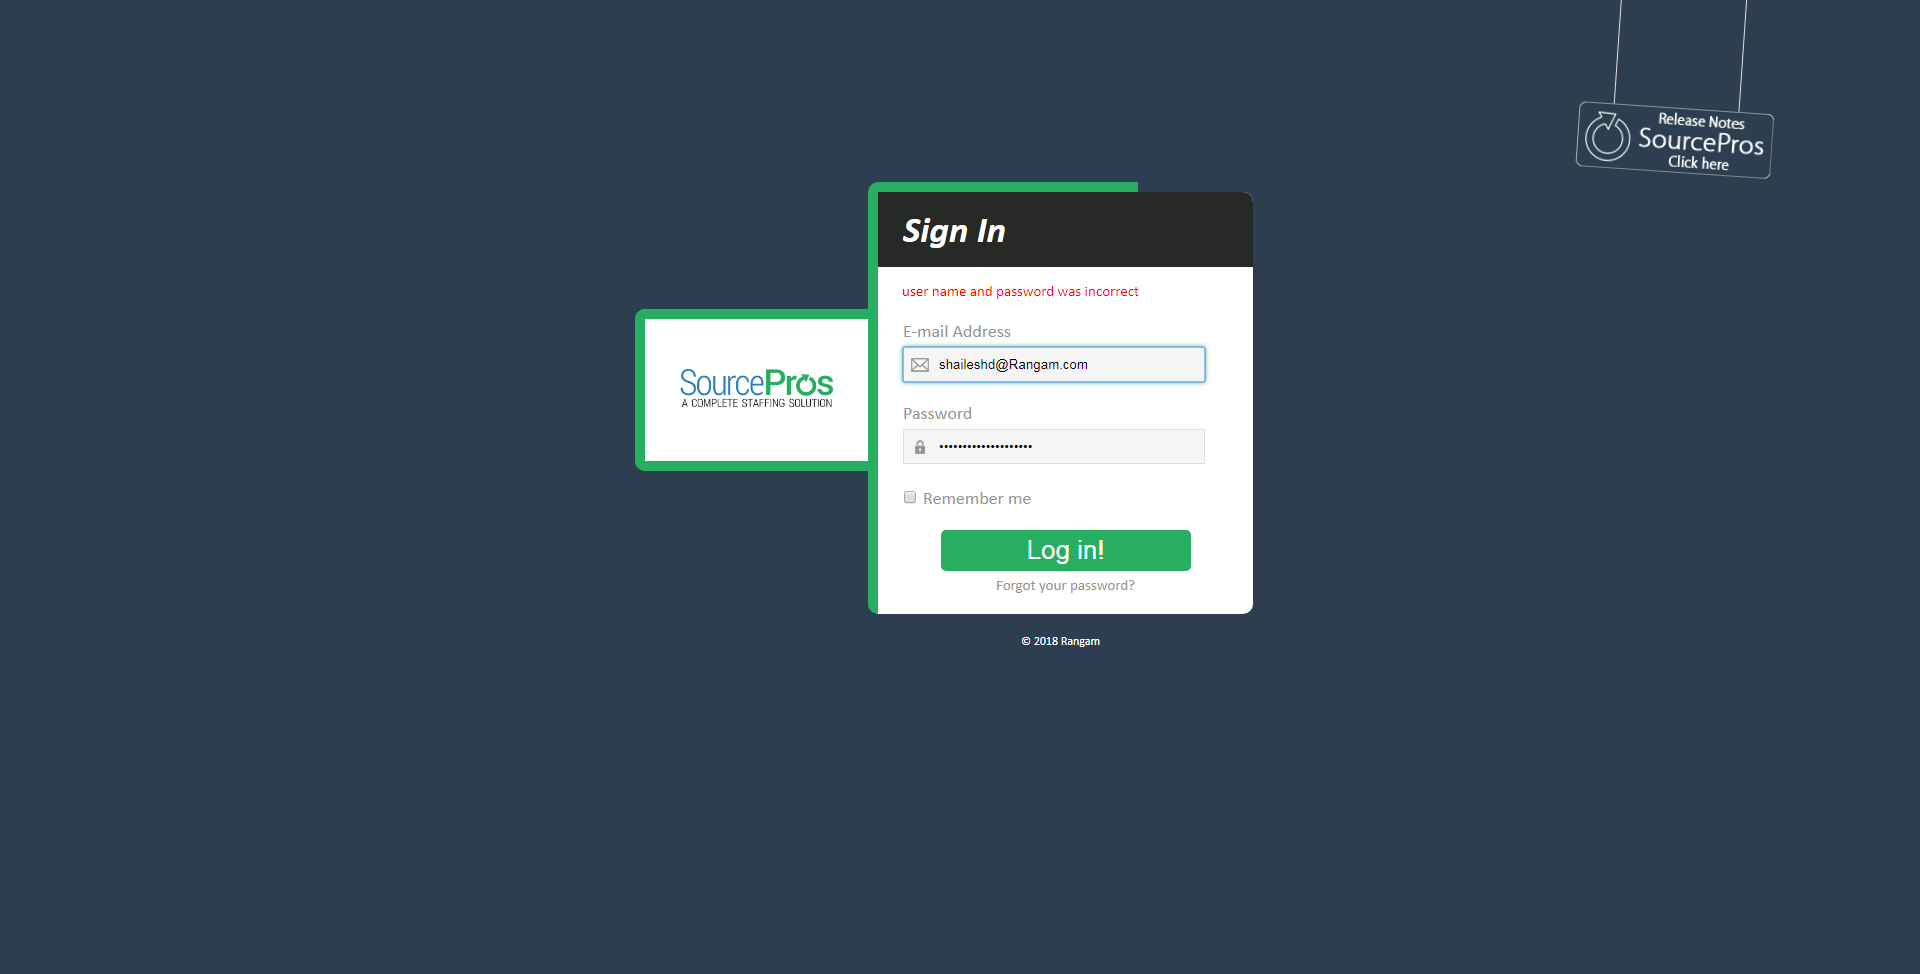 Release Notes
SourcePros
Click here
Sign In
user name and password was incorrect
E-mail Address
shaileshd@Rangam.com
SourcePros
A COMPLETE STAFFING SOLUTION
Password
••••••••••••••••••••
Remember me
Log in!
Forgot your password?
© 2018 Rangam